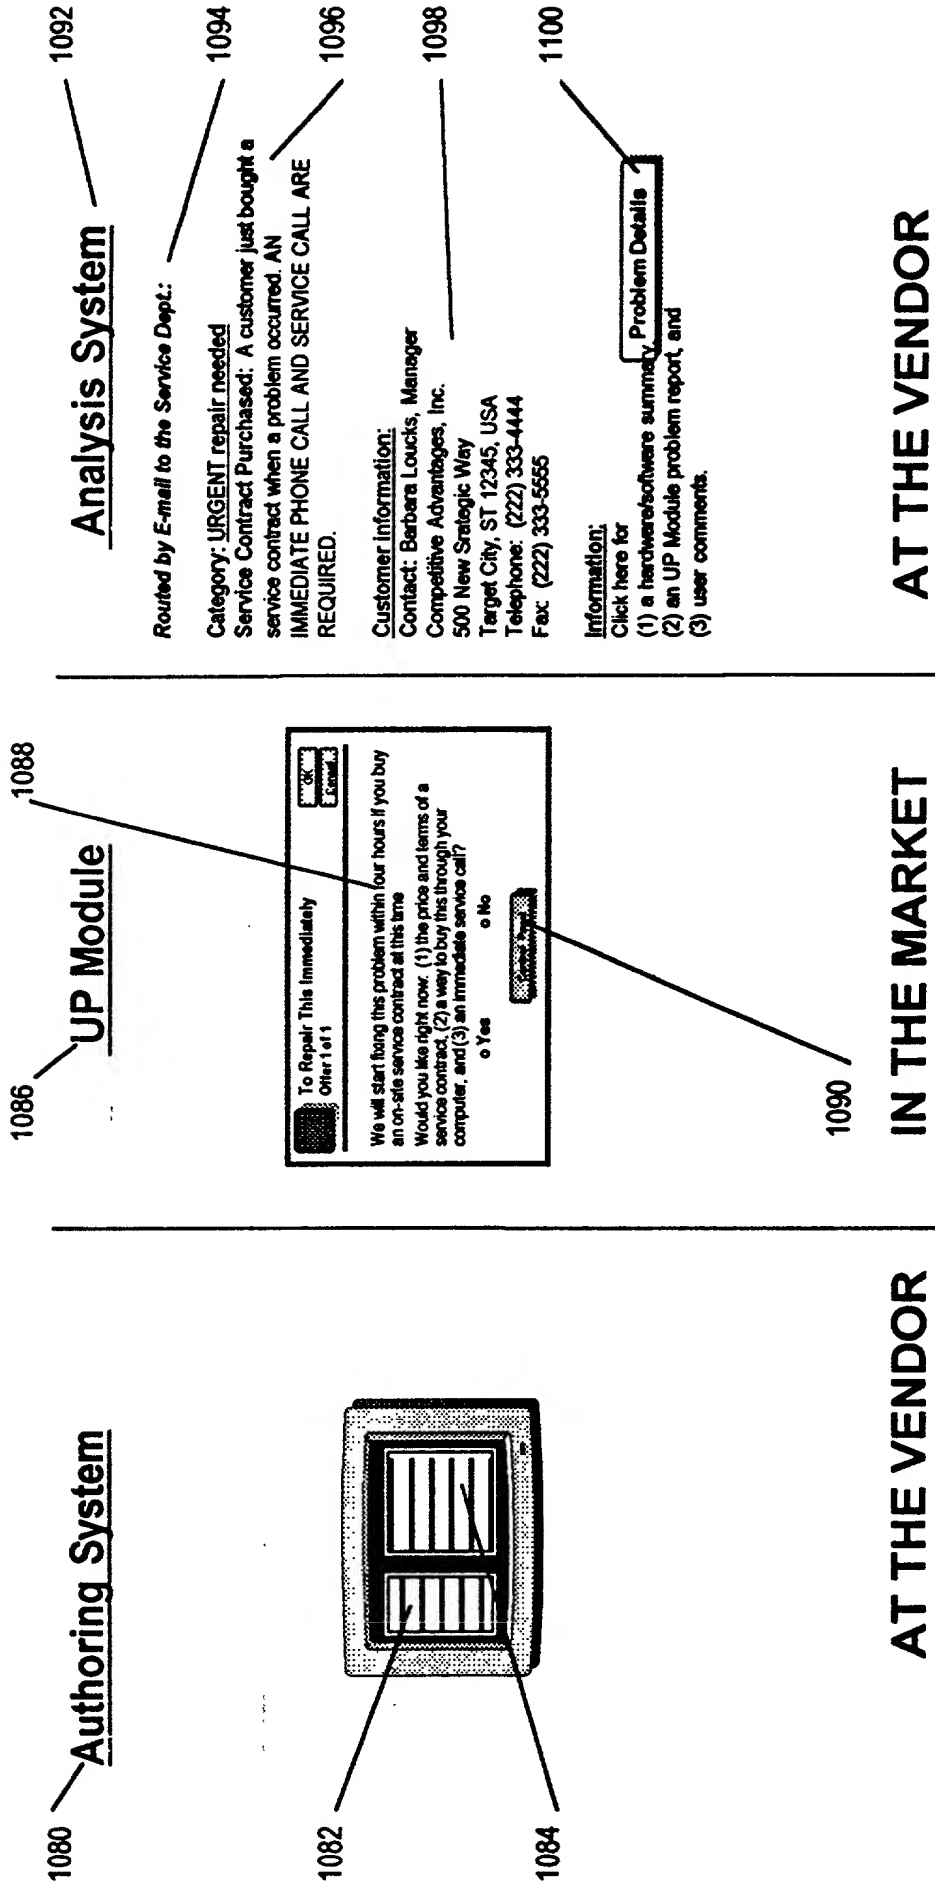 1080
Authoring System
1082
1084
AT THE VENDOR
1086
UP Module
1088
To Repair This Immediately
Offer 1 of 1
OK
Cancel
We will start fixing this problem within four hours if you buy
an on-site service contract at this time
Would you like right now: (1) the price and terms of a
service contract, (2) a way to buy this through your
computer, and (3) an immediate service call?
o Yes
o No
1090
IN THE MARKET
Analysis System
1092
Routed by E-mail to the Service Dept.:
1094
Category: URGENT repair needed
Service Contract Purchased: A customer just bought a
service contract when a problem occurred. AN
IMMEDIATE PHONE CALL AND SERVICE CALL ARE
REQUIRED.
1096
Customer information:
Contact: Barbara Loucks, Manager
Competitive Advantages, Inc.
500 New Srategic Way
Target City, ST 12345, USA
Telephone: (222) 333-4444
Fax: (222) 333-5555
1098
Information:
Click here for
(1) a hardware/software summary,
(2) an UP Module problem report, and
(3) user comments.
Problem Details
1100
AT THE VENDOR